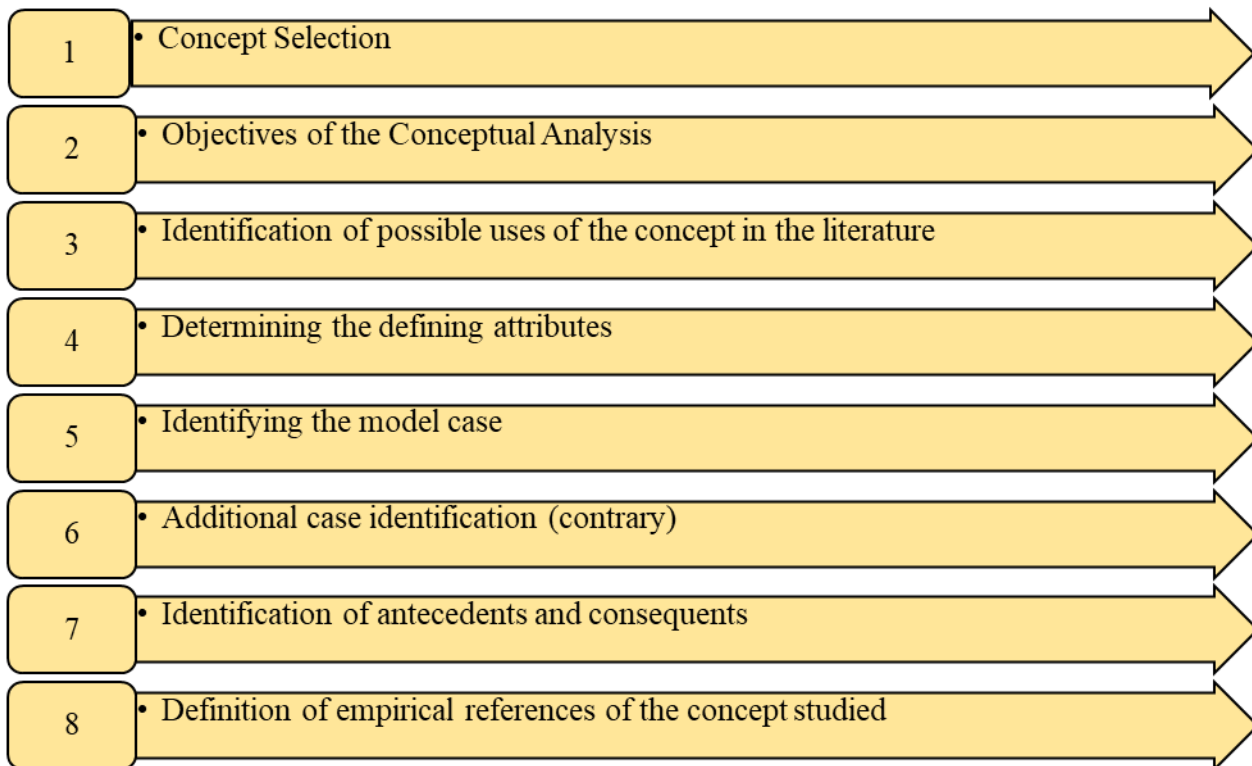 1
• Concept Selection
2
• Objectives of the Conceptual Analysis
3
• Identification of possible uses of the concept in the literature
4
• Determining the defining attributes
5
• Identifying the model case
6
• Additional case identification (contrary)
7
• Identification of antecedents and consequents
8
• Definition of empirical references of the concept studied